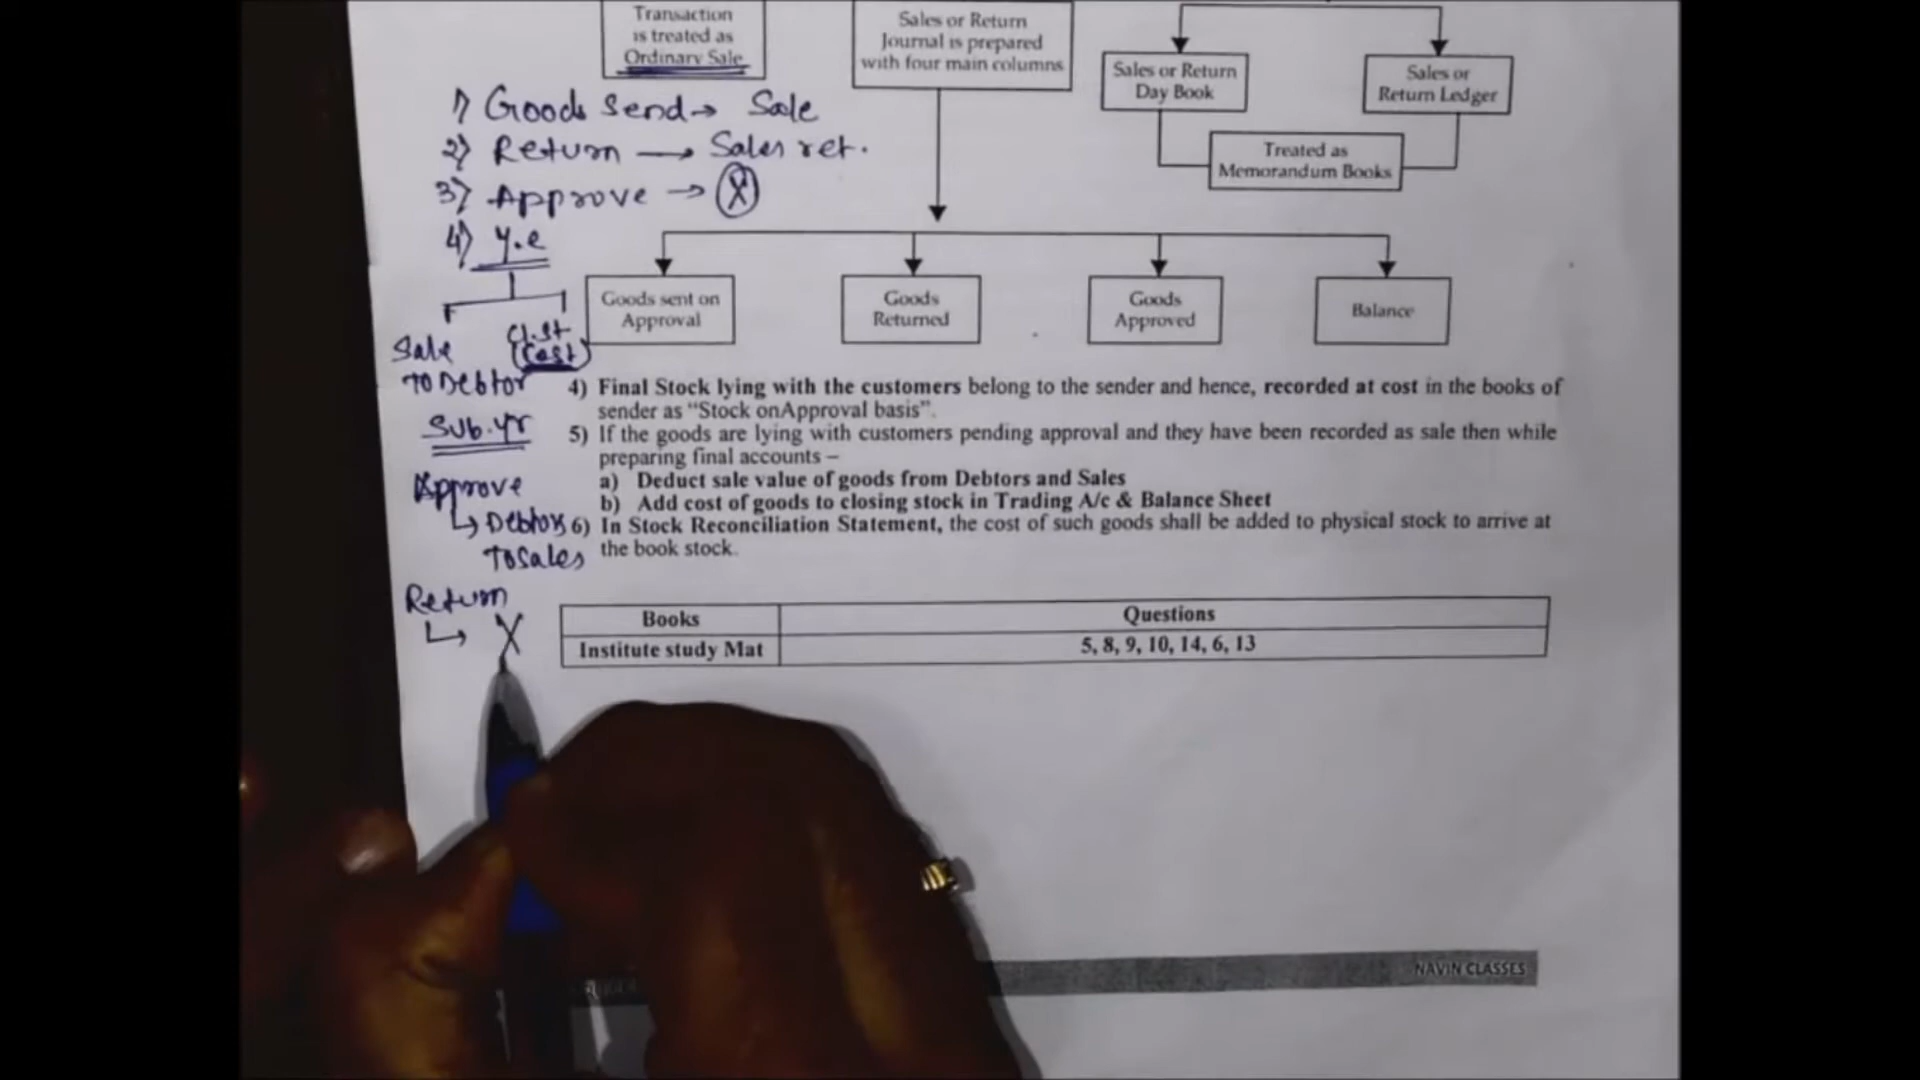 Transaction
is treated as
Ordinary Sale
Sales or Return
Journal is prepared
with four main columns
Sales or Return
Day Book
Sales or
Return Ledger
Treated as
Memorandum Books
1) Goods Send → Sale
2) Return → Sales ret.
3) Approve → X
4) Y.e
Goods sent on
Approval
Goods
Returned
Goods
Approved
Balance
Sale
To Debtor
Cl.St
(Cost)
Sub.yr
Approve
↳ Debtors
To Sales
Return
↳ X
4) Final Stock lying with the customers belong to the sender and hence, recorded at cost in the books of
sender as “Stock onApproval basis”.
5) If the goods are lying with customers pending approval and they have been recorded as sale then while
preparing final accounts –
a) Deduct sale value of goods from Debtors and Sales
b) Add cost of goods to closing stock in Trading A/c & Balance Sheet
6) In Stock Reconciliation Statement, the cost of such goods shall be added to physical stock to arrive at
the book stock.
Books Questions
Institute study Mat 5, 8, 9, 10, 14, 6, 13
NAVIN CLASSES